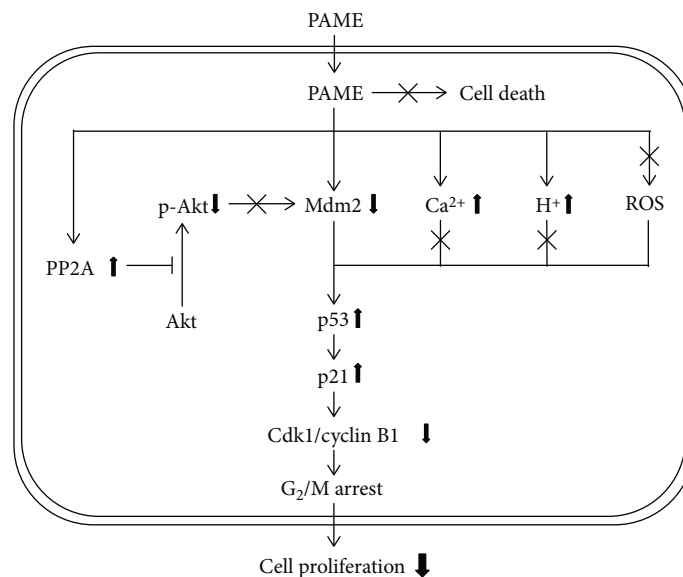 PAME
PAME Cell death
p-Akt Mdm2 Ca²⁺ H⁺ ROS
PP2A
Akt
p53
p21
Cdk1/cyclin B1
G₂/M arrest
Cell proliferation